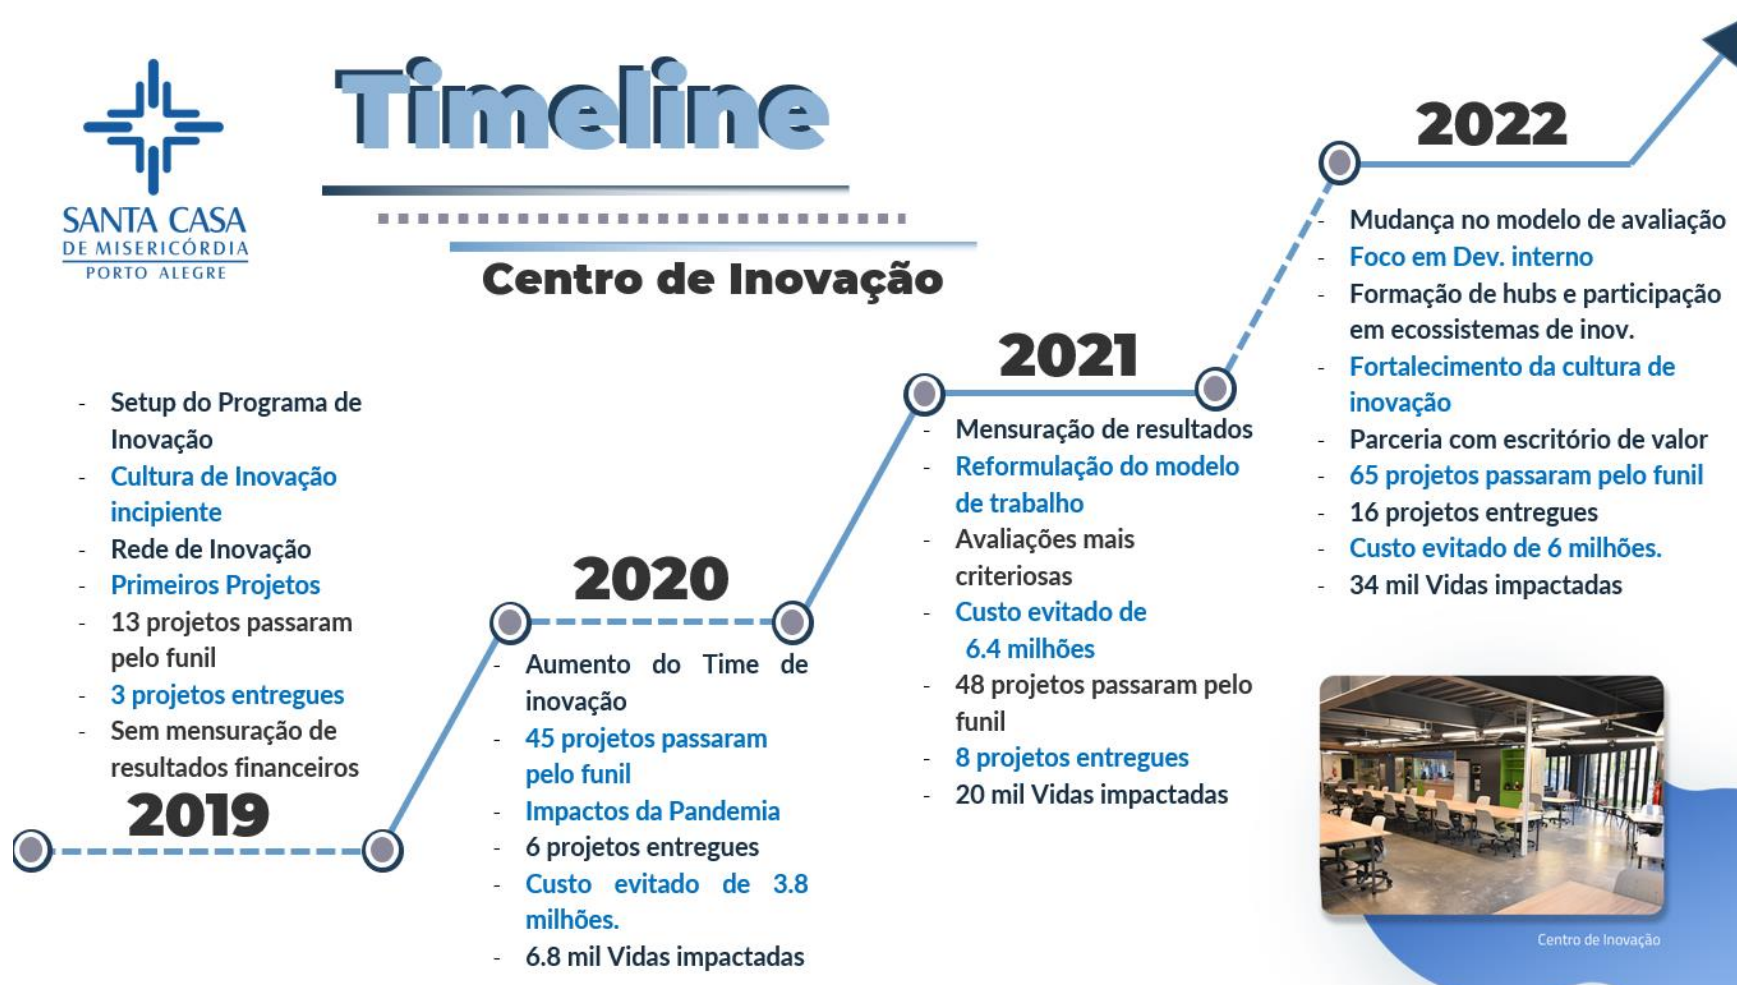 SANTA CASA
DE MISERICÓRDIA
PORTO ALEGRE
Timeline
Centro de Inovação
- Setup do Programa de
Inovação
- Cultura de Inovação
incipiente
- Rede de Inovação
- Primeiros Projetos
- 13 projetos passaram
pelo funil
- 3 projetos entregues
- Sem mensuração de
resultados financeiros
2019
2020
- Aumento do Time de
inovação
- 45 projetos passaram
pelo funil
- Impactos da Pandemia
- 6 projetos entregues
- Custo evitado de 3.8
milhões.
- 6.8 mil Vidas impactadas
2021
- Mensuração de resultados
- Reformulação do modelo
de trabalho
- Avaliações mais
criteriosas
- Custo evitado de
6.4 milhões
- 48 projetos passaram pelo
funil
- 8 projetos entregues
- 20 mil Vidas impactadas
2022
- Mudança no modelo de avaliação
- Foco em Dev. interno
- Formação de hubs e participação
em ecossistemas de inov.
- Fortalecimento da cultura de
inovação
- Parceria com escritório de valor
- 65 projetos passaram pelo funil
- 16 projetos entregues
- Custo evitado de 6 milhões.
- 34 mil Vidas impactadas
Centro de Inovação